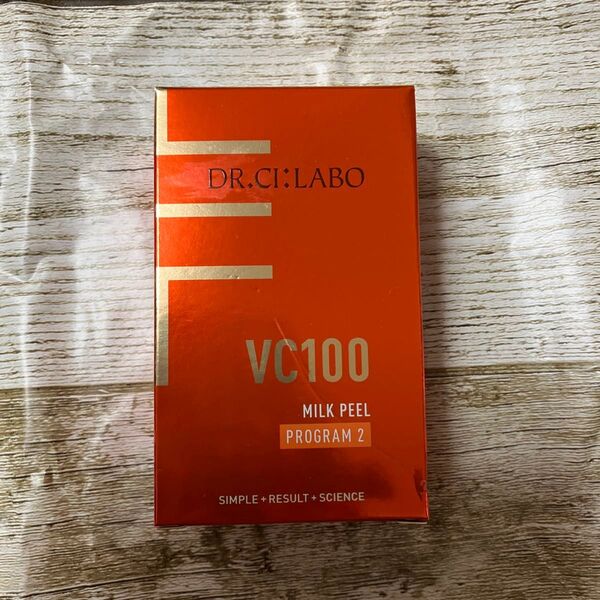 DR.CI:LABO
VC100
MILK PEEL
PROGRAM 2
SIMPLE+RESULT+SCIENCE